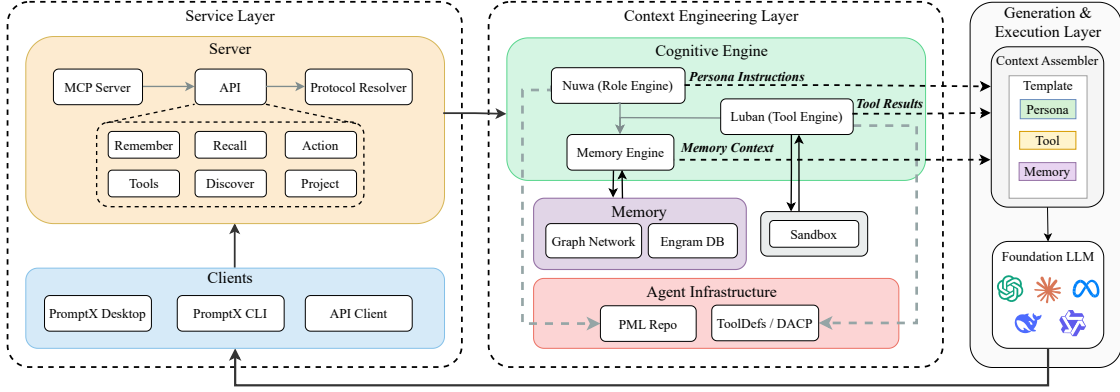 Service Layer
Server
MCP Server
API
Protocol Resolver
Remember
Recall
Action
Tools
Discover
Project
Clients
PromptX Desktop
PromptX CLI
API Client
Context Engineering Layer
Cognitive Engine
Nuwa (Role Engine)
Persona Instructions
Luban (Tool Engine)
Tool Results
Memory Engine
Memory Context
Memory
Graph Network
Engram DB
Sandbox
Agent Infrastructure
PML Repo
ToolDefs / DACP
Generation &
Execution Layer
Context Assembler
Template
Persona
Tool
Memory
Foundation LLM